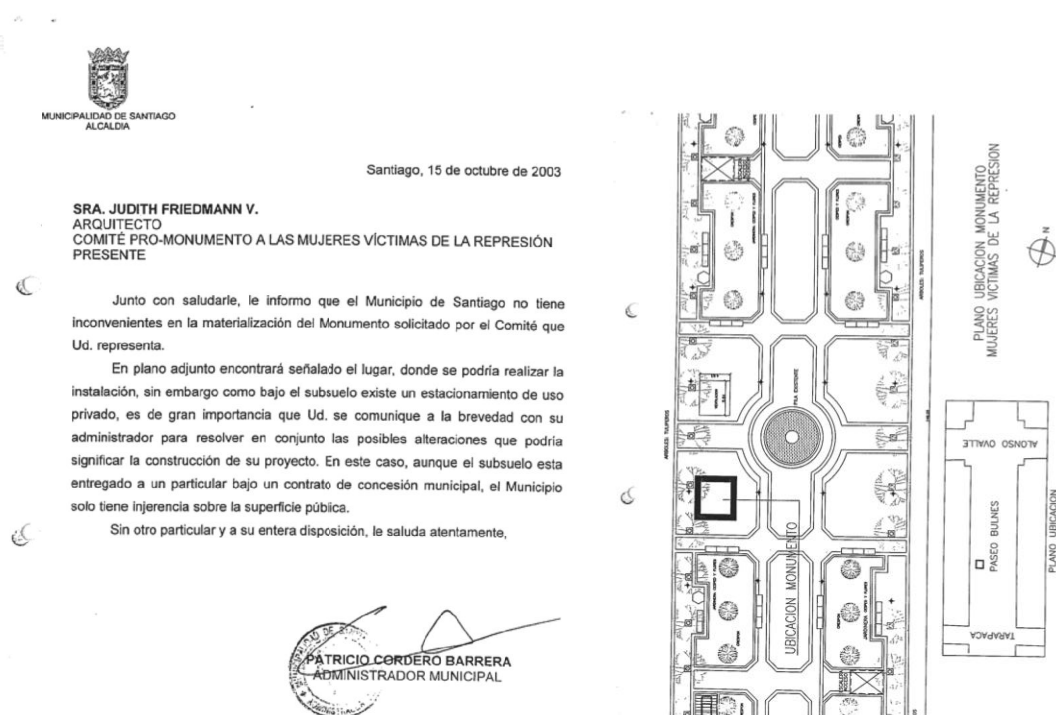 MUNICIPALIDAD DE SANTIAGO
ALCALDIA
Santiago, 15 de octubre de 2003
SRA. JUDITH FRIEDMANN V.
ARQUITECTO
COMITÉ PRO-MONUMENTO A LAS MUJERES VÍCTIMAS DE LA REPRESIÓN
PRESENTE
Junto con saludarle, le informo que el Municipio de Santiago no tiene
inconvenientes en la materialización del Monumento solicitado por el Comité que
Ud. representa.
En plano adjunto encontrará señalado el lugar, donde se podría realizar la
instalación, sin embargo como bajo el subsuelo existe un estacionamiento de uso
privado, es de gran importancia que Ud. se comunique a la brevedad con su
administrador para resolver en conjunto las posibles alteraciones que podría
significar la construcción de su proyecto. En este caso, aunque el subsuelo esta
entregado a un particular bajo un contrato de concesión municipal, el Municipio
solo tiene injerencia sobre la superficie pública.
Sin otro particular y a su entera disposición, le saluda atentamente,
PATRICIO CORDERO BARRERA
ADMINISTRADOR MUNICIPAL
PLANO UBICACION MONUMENTO
MUJERES VICTIMAS DE LA REPRESION
N
ARBOLES: TULIPEROS
ARBOLES: TULIPEROS
PILA EXISTENTE
UBICACION MONUMENTO
ALONSO OVALLE
PASEO BULNES
TARAPACA
PLANO UBICACION